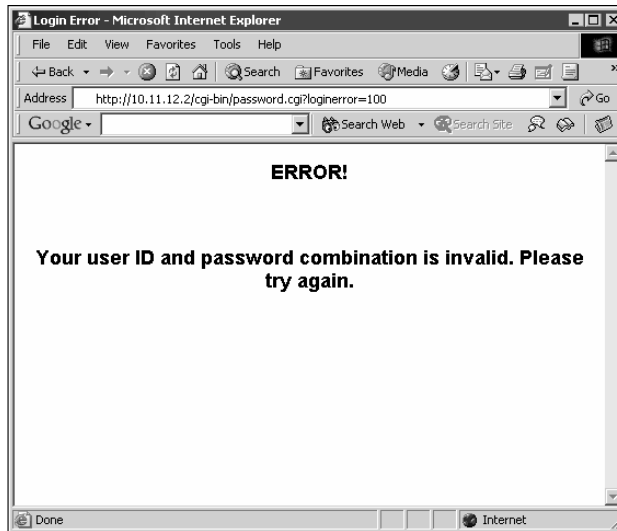 Login Error - Microsoft Internet Explorer
File Edit View Favorites Tools Help
Back Search Favorites Media »
Address http://10.11.12.2/cgi-bin/password.cgi?loginerror=100 Go
Google Search Web Search Site
ERROR!
Your user ID and password combination is invalid. Please
try again.
Done Internet